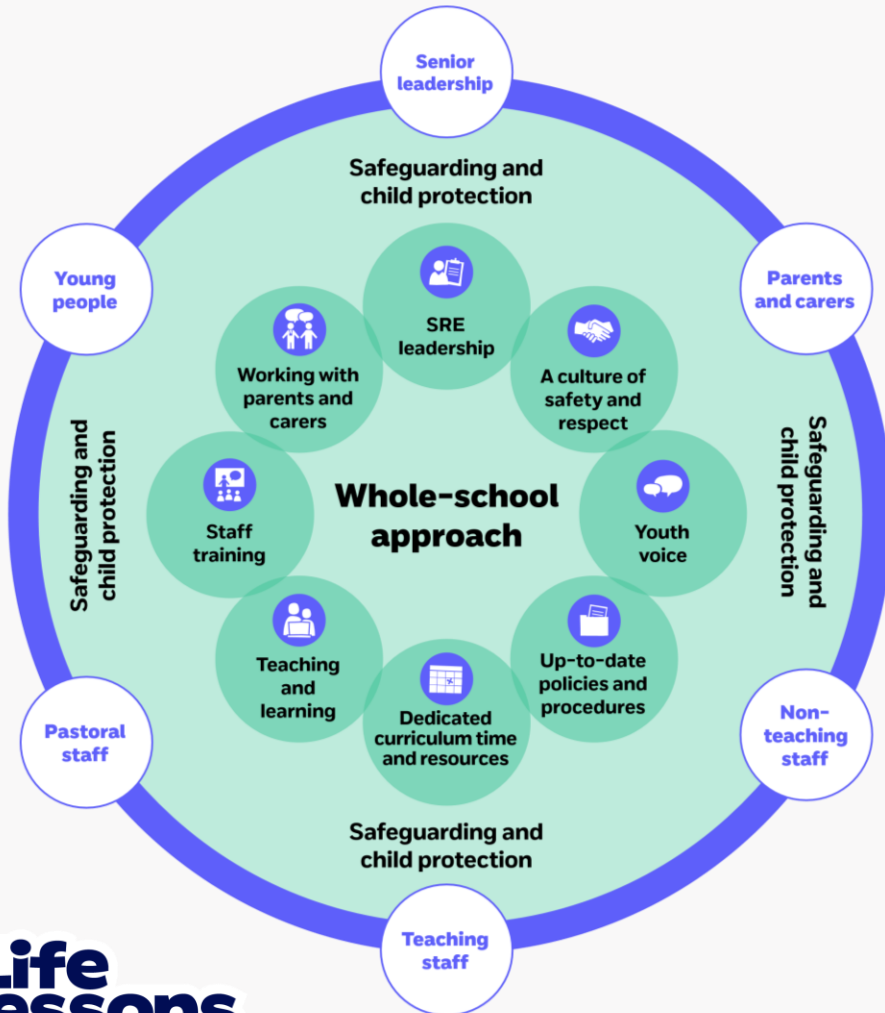 Senior
leadership
Safeguarding and
child protection
Young
people
Parents
and carers
SRE
leadership
Working with
parents and
carers
A culture of
safety and
respect
Safeguarding and
child protection
Staff
training
Whole-school
approach
Youth
voice
Safeguarding and
child protection
Teaching
and
learning
Up-to-date
policies and
procedures
Dedicated
curriculum time
and resources
Pastoral
staff
Non-
teaching
staff
Safeguarding and
child protection
Teaching
staff
Life
Lessons